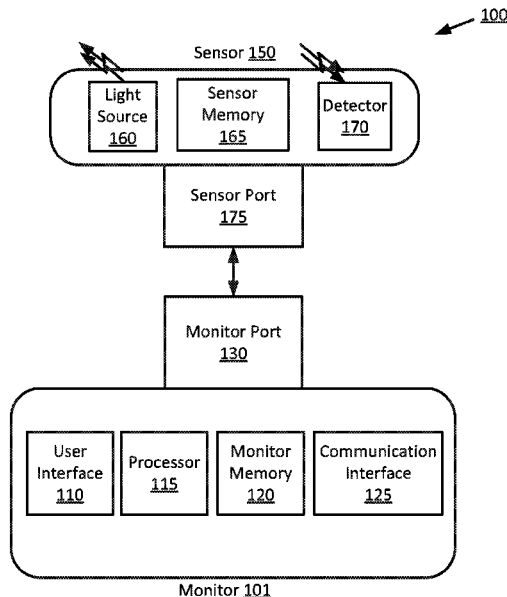 100
Sensor 150
Light
Source
160
Sensor
Memory
165
Detector
170
Sensor Port
175
Monitor Port
130
User
Interface
110
Processor
115
Monitor
Memory
120
Communication
Interface
125
Monitor 101